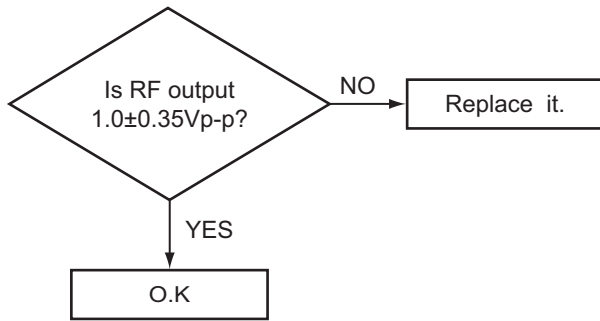 Is RF output
1.0±0.35Vp-p?
NO
Replace it.
YES
O.K